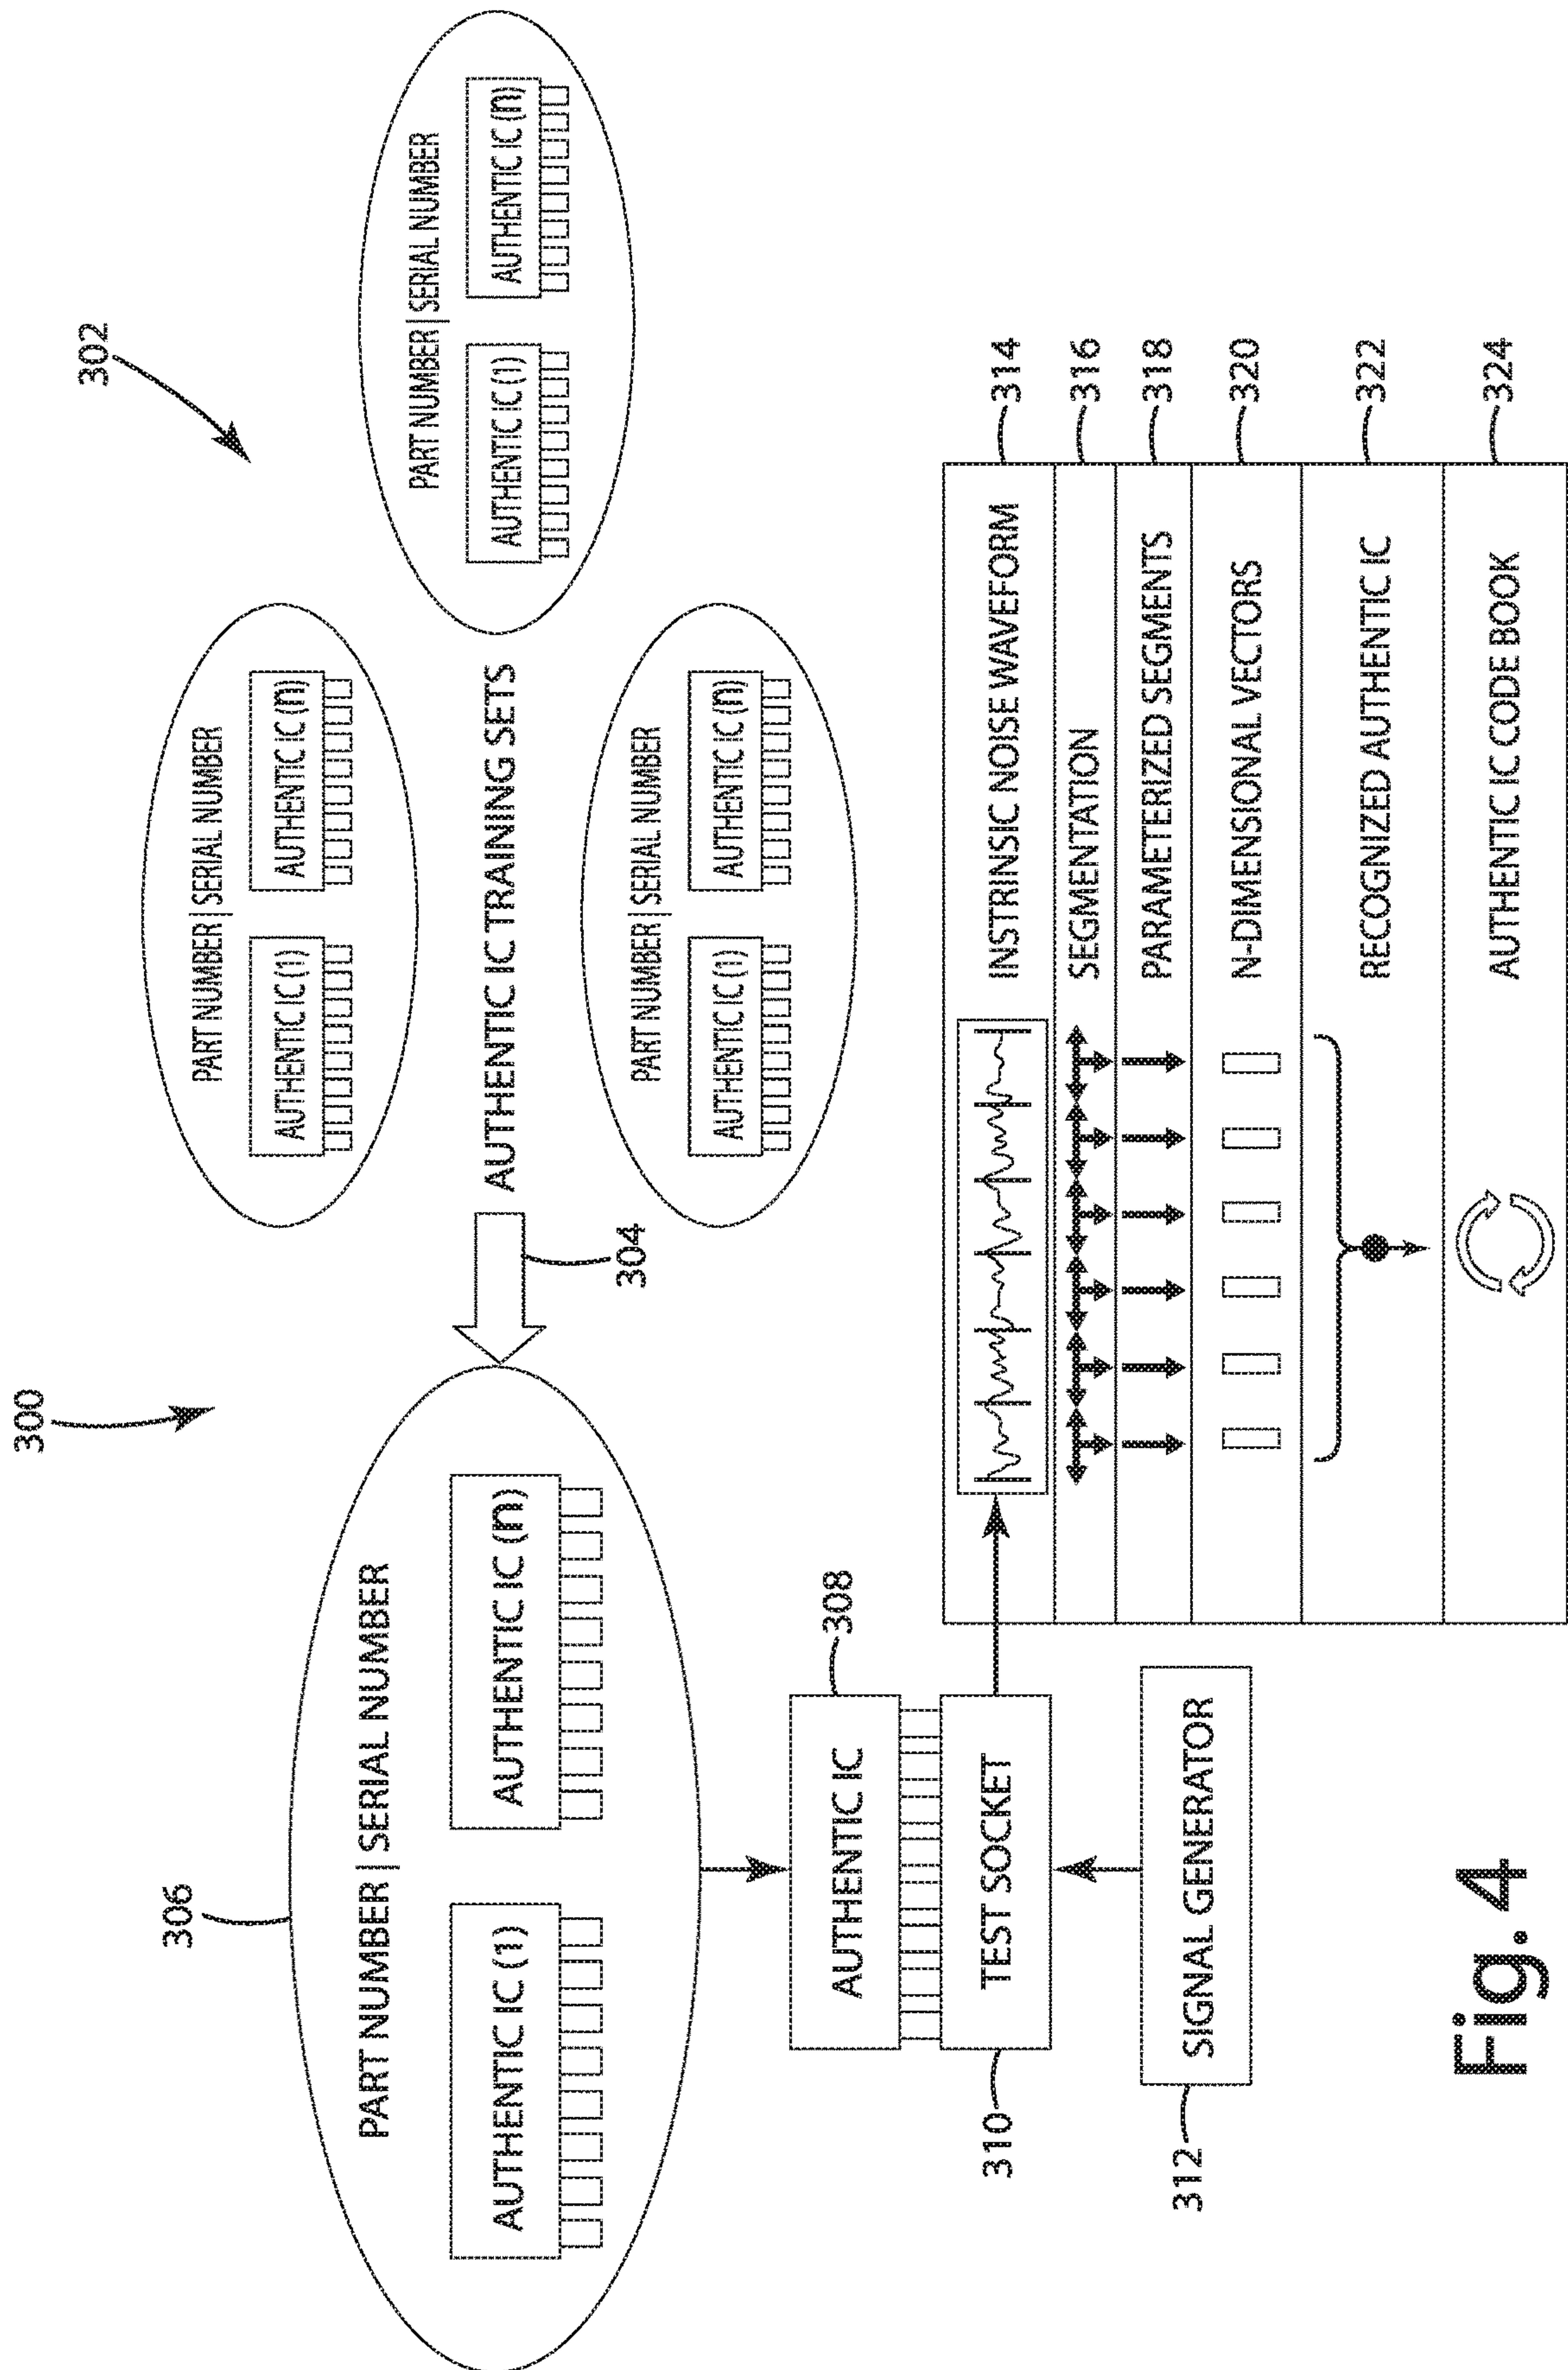 300
302
306
PART NUMBER | SERIAL NUMBER
AUTHENTIC IC (1)
AUTHENTIC IC (n)
304
PART NUMBER | SERIAL NUMBER
AUTHENTIC IC (1)
AUTHENTIC IC (n)
AUTHENTIC IC TRAINING SETS
PART NUMBER | SERIAL NUMBER
AUTHENTIC IC (1)
AUTHENTIC IC (n)
PART NUMBER | SERIAL NUMBER
AUTHENTIC IC (1)
AUTHENTIC IC (n)
308
AUTHENTIC IC
310
TEST SOCKET
312
SIGNAL GENERATOR
INSTRINSIC NOISE WAVEFORM
314
SEGMENTATION
316
PARAMETERIZED SEGMENTS
318
N-DIMENSIONAL VECTORS
320
RECOGNIZED AUTHENTIC IC
322
AUTHENTIC IC CODE BOOK
324
Fig. 4